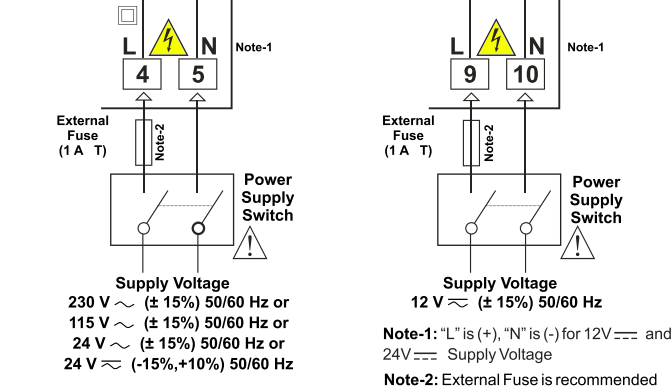 L N Note-1
4 5
External
Fuse
(1 A T)
Note-2
Power
Supply
Switch
Supply Voltage
230 V ~ (± 15%) 50/60 Hz or
115 V ~ (± 15%) 50/60 Hz or
24 V ~ (± 15%) 50/60 Hz or
24 V ⏦ (-15%,+10%) 50/60 Hz
L N Note-1
9 10
External
Fuse
(1 A T)
Note-2
Power
Supply
Switch
Supply Voltage
12 V ⏦ (± 15%) 50/60 Hz
Note-1: “L” is (+), “N” is (-) for 12V ⎓ and
24V ⎓ Supply Voltage
Note-2: External Fuse is recommended